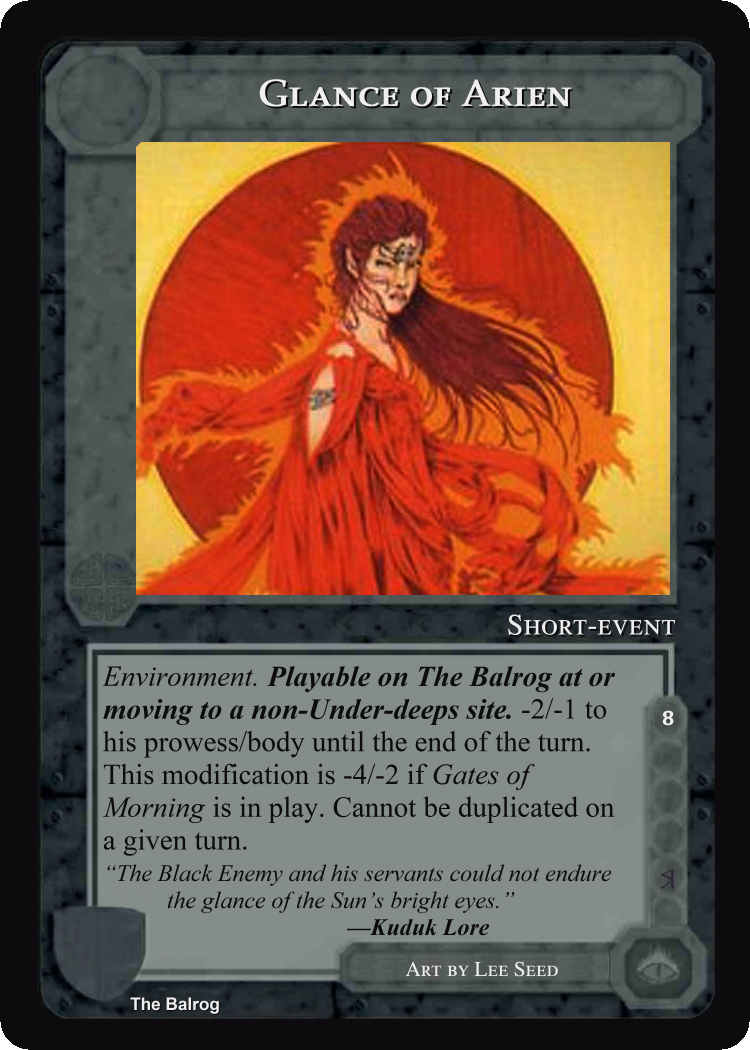 Glance of Arien
Short-event
Environment. Playable on The Balrog at or
moving to a non-Under-deeps site. -2/-1 to
his prowess/body until the end of the turn.
This modification is -4/-2 if Gates of
Morning is in play. Cannot be duplicated on
a given turn.
“The Black Enemy and his servants could not endure
the glance of the Sun’s bright eyes.”
—Kuduk Lore
8
Art by Lee Seed
The Balrog